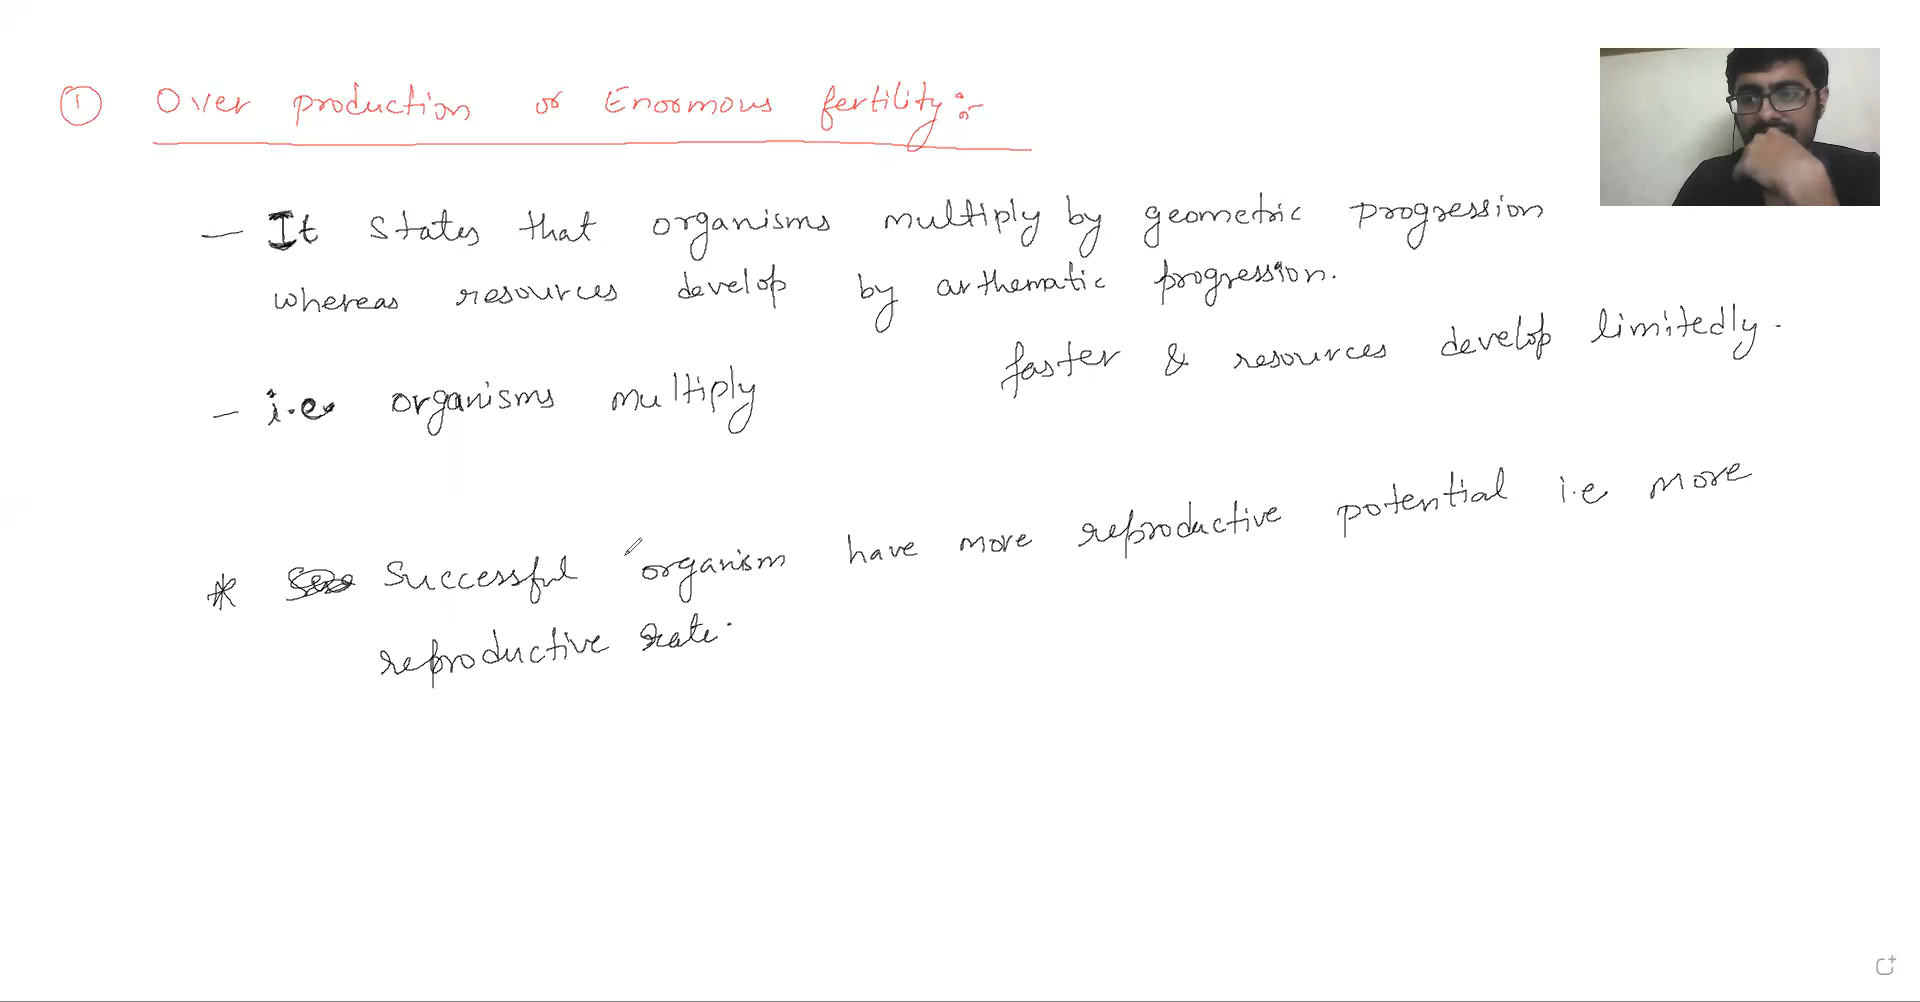 ① Over production or Enormous fertility:-
- It states that organisms multiply by geometric progression
whereas resources develop by arthematic progression.
- i.e. organisms multiply faster & resources develop limitedly.
* Successful organism have more reproductive potential i.e more
reproductive rate.